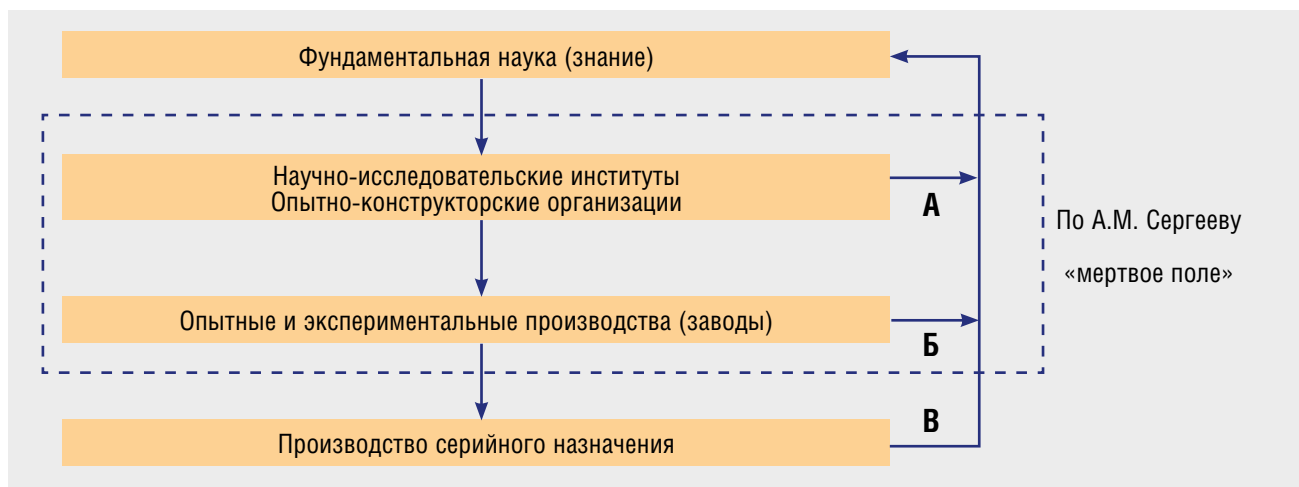 Фундаментальная наука (знание)
Научно-исследовательские институты
Опытно-конструкторские организации
А
По А.М. Сергееву
«мертвое поле»
Опытные и экспериментальные производства (заводы)
Б
В
Производство серийного назначения